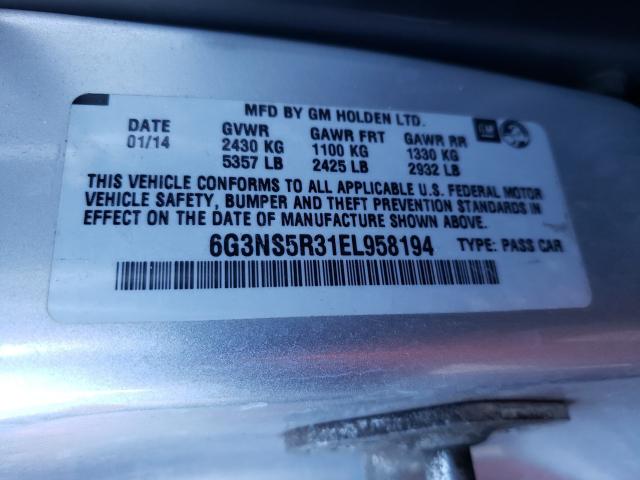 MFD BY GM HOLDEN LTD.
DATE GVWR GAWR FRT GAWR RR GM
01/14 2430 KG 1100 KG 1330 KG
5357 LB 2425 LB 2932 LB
THIS VEHICLE CONFORMS TO ALL APPLICABLE U.S. FEDERAL MOTOR
VEHICLE SAFETY, BUMPER AND THEFT PREVENTION STANDARDS IN
EFFECT ON THE DATE OF MANUFACTURE SHOWN ABOVE.
6G3NS5R31EL958194 TYPE: PASS CAR